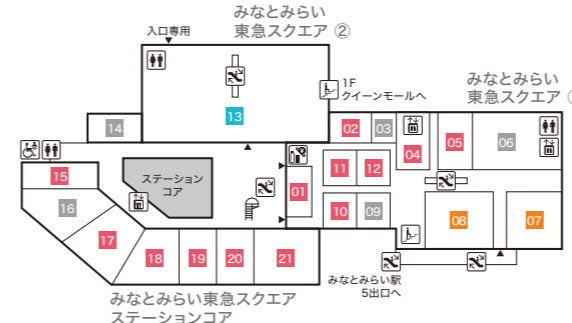 みなとみらい
東急スクエア ②
入口専用
1F
クイーンモールへ
みなとみらい
東急スクエア
13
14
02
03
04
05
06
11
12
15
ステーション
コア
01
16
10
09
08
07
17
18
19
20
21
みなとみらい駅
5出口へ
みなとみらい東急スクエア
ステーションコア